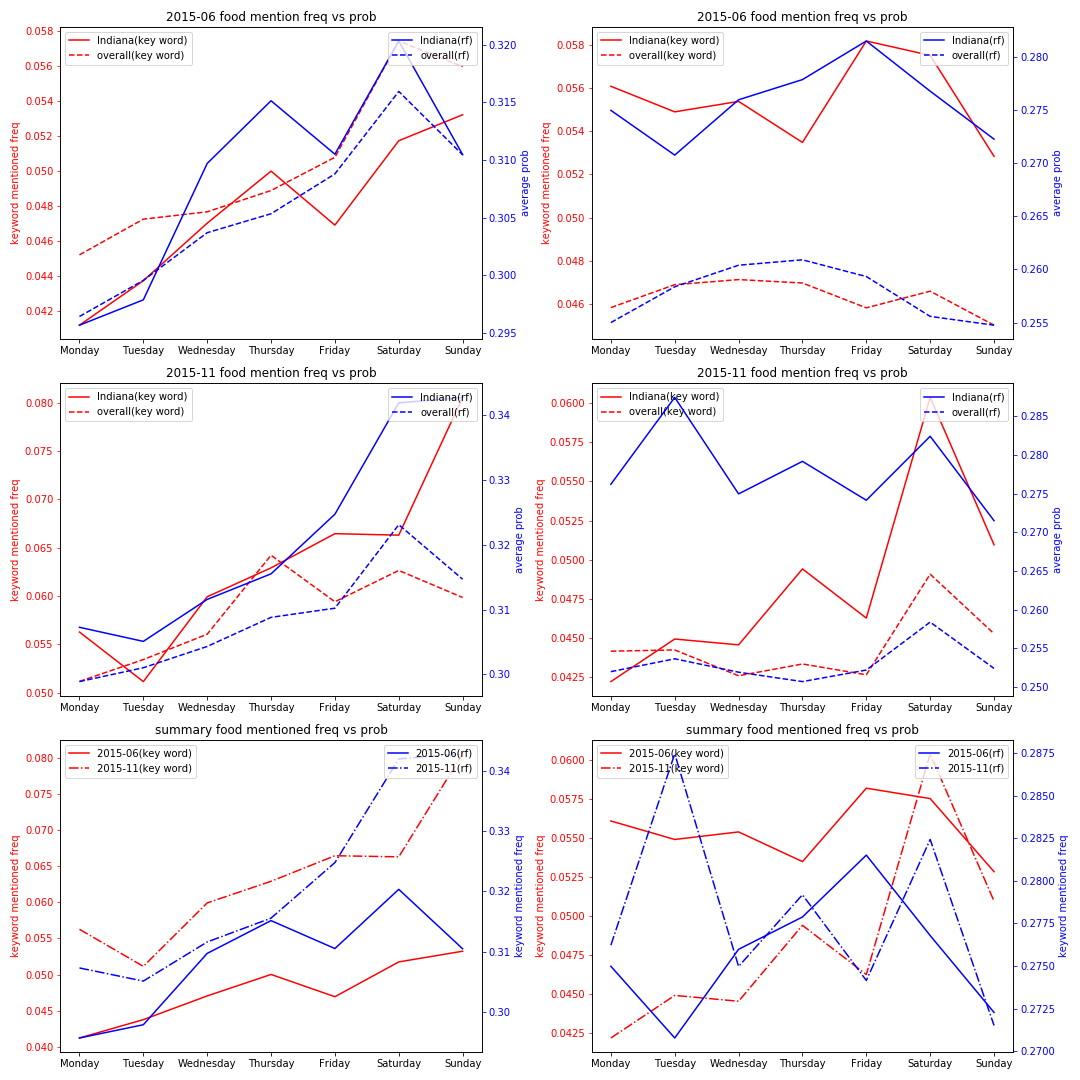 2015-06 food mention freq vs prob
Indiana(key word)
overall(key word)
Indiana(rf)
overall(rf)
keyword mentioned freq
0.058
0.056
0.054
0.052
0.050
0.048
0.046
0.044
0.042
average prob
0.320
0.315
0.310
0.305
0.300
0.295
Monday Tuesday Wednesday Thursday Friday Saturday Sunday
2015-06 food mention freq vs prob
Indiana(key word)
overall(key word)
Indiana(rf)
overall(rf)
keyword mentioned freq
0.058
0.056
0.054
0.052
0.050
0.048
0.046
average prob
0.280
0.275
0.270
0.265
0.260
0.255
Monday Tuesday Wednesday Thursday Friday Saturday Sunday
2015-11 food mention freq vs prob
Indiana(key word)
overall(key word)
Indiana(rf)
overall(rf)
keyword mentioned freq
0.080
0.075
0.070
0.065
0.060
0.055
0.050
average prob
0.34
0.33
0.32
0.31
0.30
Monday Tuesday Wednesday Thursday Friday Saturday Sunday
2015-11 food mention freq vs prob
Indiana(key word)
overall(key word)
Indiana(rf)
overall(rf)
keyword mentioned freq
0.0600
0.0575
0.0550
0.0525
0.0500
0.0475
0.0450
0.0425
average prob
0.285
0.280
0.275
0.270
0.265
0.260
0.255
0.250
Monday Tuesday Wednesday Thursday Friday Saturday Sunday
summary food mentioned freq vs prob
2015-06(key word)
2015-11(key word)
2015-06(rf)
2015-11(rf)
keyword mentioned freq
0.080
0.075
0.070
0.065
0.060
0.055
0.050
0.045
0.040
keyword mentioned freq
0.34
0.33
0.32
0.31
0.30
Monday Tuesday Wednesday Thursday Friday Saturday Sunday
summary food mentioned freq vs prob
2015-06(key word)
2015-11(key word)
2015-06(rf)
2015-11(rf)
keyword mentioned freq
0.0600
0.0575
0.0550
0.0525
0.0500
0.0475
0.0450
0.0425
keyword mentioned freq
0.2875
0.2850
0.2825
0.2800
0.2775
0.2750
0.2725
0.2700
Monday Tuesday Wednesday Thursday Friday Saturday Sunday